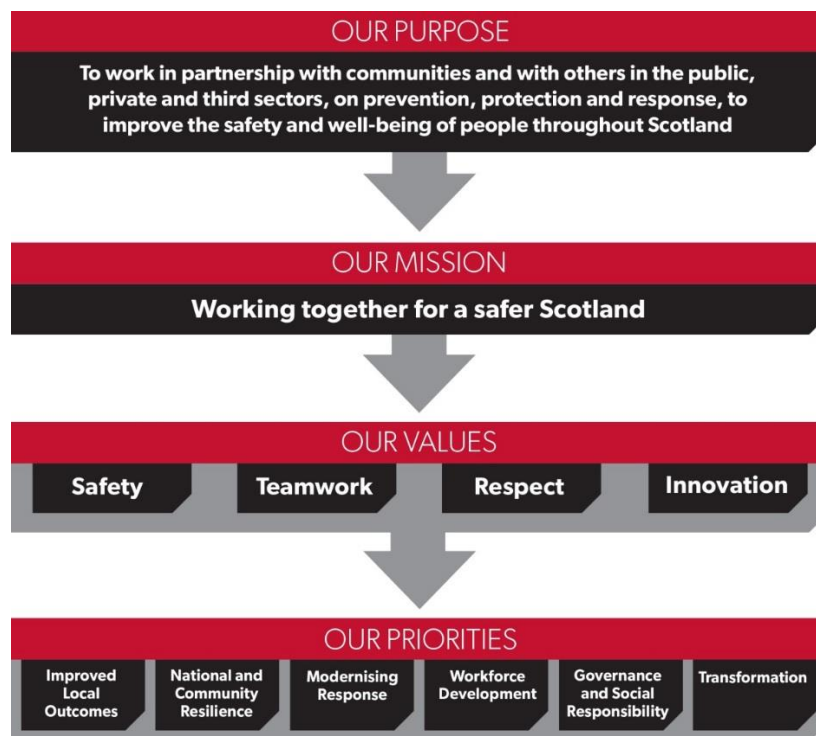 OUR PURPOSE
To work in partnership with communities and with others in the public,
private and third sectors, on prevention, protection and response, to
improve the safety and well-being of people throughout Scotland
OUR MISSION
Working together for a safer Scotland
OUR VALUES
Safety
Teamwork
Respect
Innovation
OUR PRIORITIES
Improved
Local
Outcomes
National and
Community
Resilience
Modernising
Response
Workforce
Development
Governance
and Social
Responsibility
Transformation